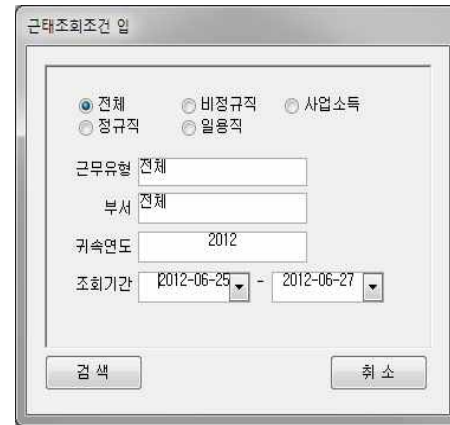 근태조회조건 입
전체 비정규직 사업소득
정규직 일용직
근무유형 전체
부서 전체
귀속연도 2012
조회기간 2012-06-25 - 2012-06-27
검 색 취 소